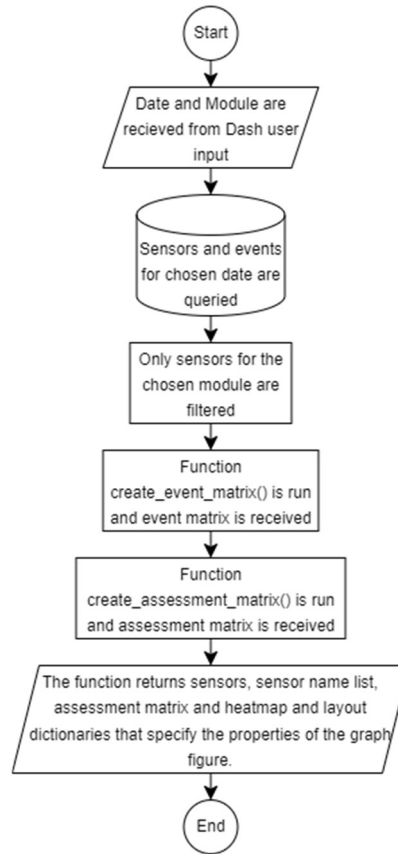 Start
Date and Module are
recieved from Dash user
input
Sensors and events
for chosen date are
queried
Only sensors for the
chosen module are
filtered
Function
create_event_matrix() is run
and event matrix is received
Function
create_assessment_matrix() is run
and assessment matrix is received
The function returns sensors, sensor name list,
assessment matrix and heatmap and layout
dictionaries that specify the properties of the graph
figure.
End